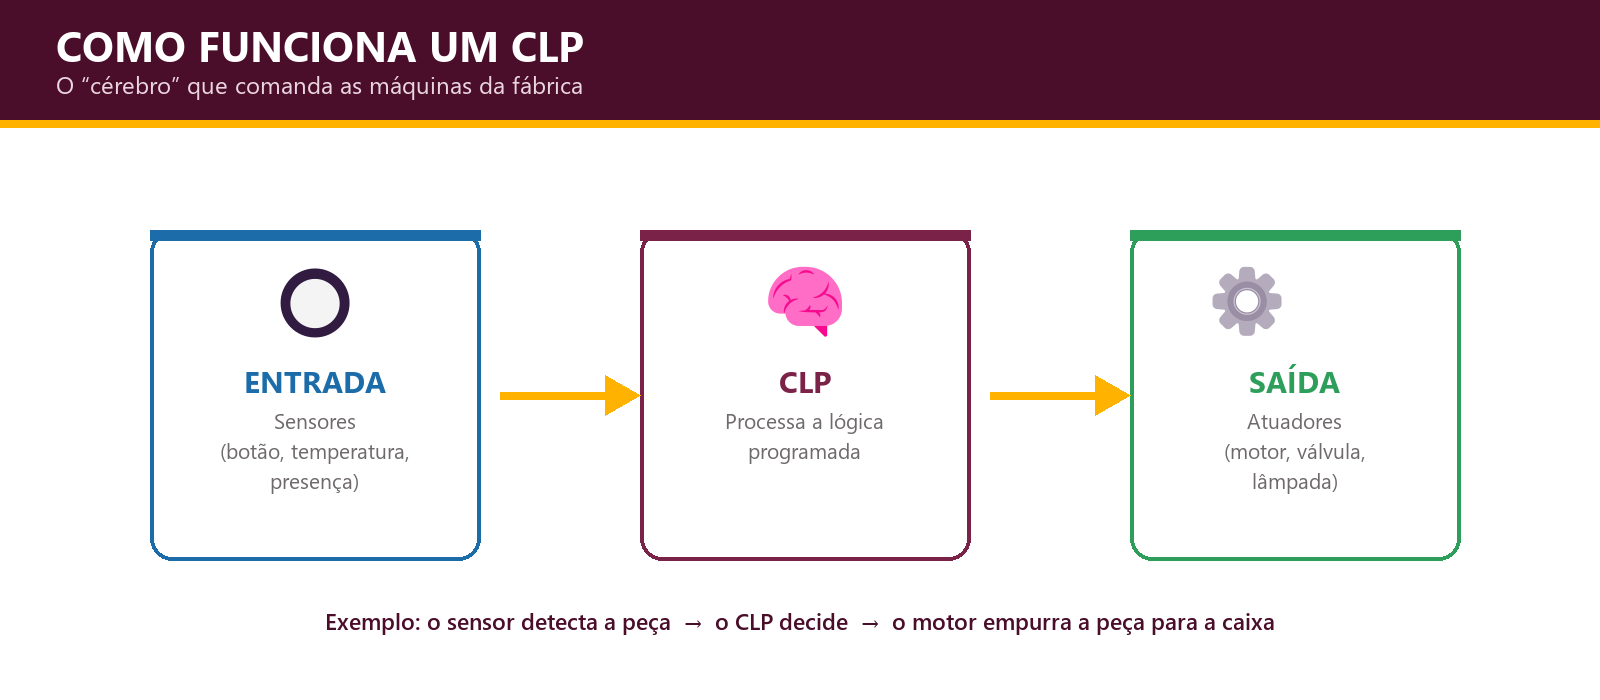 COMO FUNCIONA UM CLP
O “cérebro” que comanda as máquinas da fábrica
ENTRADA
Sensores
(botão, temperatura,
presença)
CLP
Processa a lógica
programada
SAÍDA
Atuadores
(motor, válvula,
lâmpada)
Exemplo: o sensor detecta a peça → o CLP decide → o motor empurra a peça para a caixa